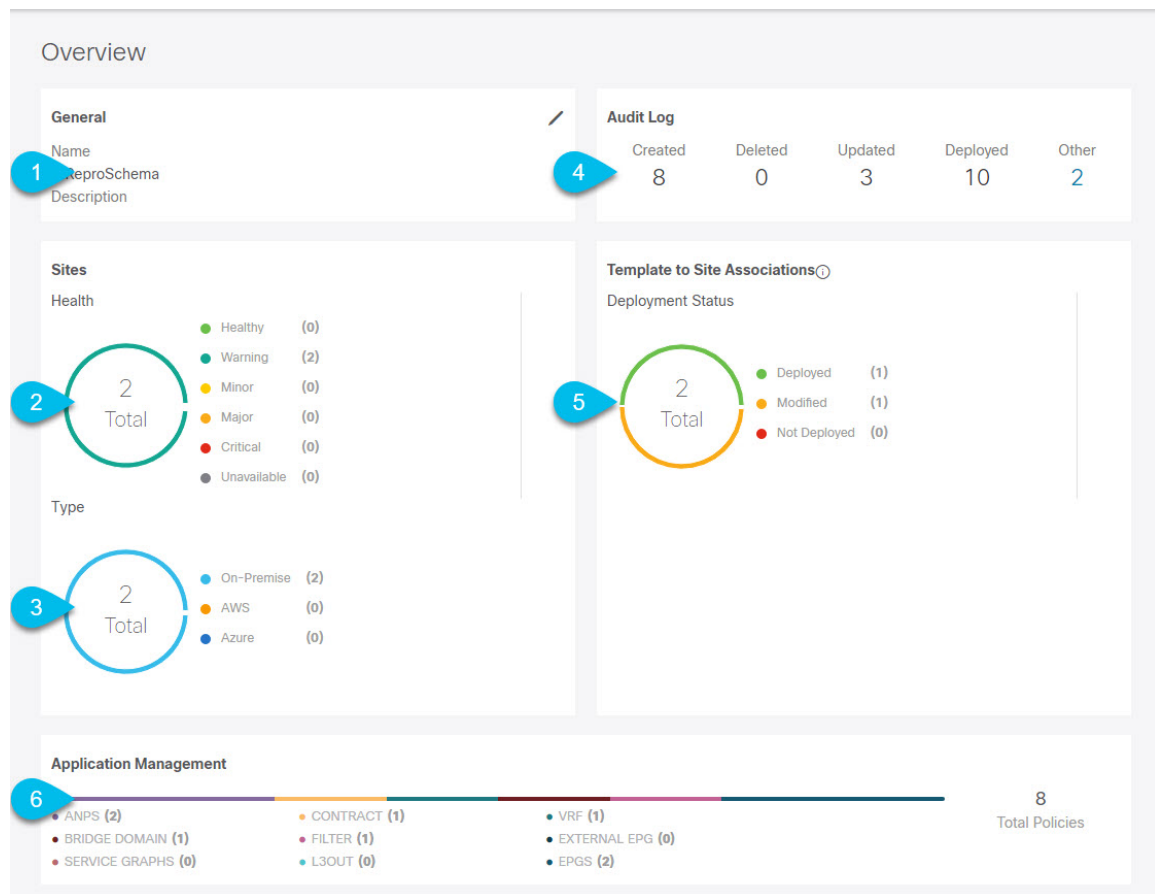 Overview
General
Name
ReproSchema
Description
1
Audit Log
Created Deleted Updated Deployed Other
8 0 3 10 2
4
Sites
Health
2
Total
Healthy (0)
Warning (2)
Minor (0)
Major (0)
Critical (0)
Unavailable (0)
2
Type
2
Total
On-Premise (2)
AWS (0)
Azure (0)
3
Template to Site Associations
Deployment Status
2
Total
Deployed (1)
Modified (1)
Not Deployed (0)
5
Application Management
6
ANPS (2) CONTRACT (1) VRF (1)
BRIDGE DOMAIN (1) FILTER (1) EXTERNAL EPG (0)
SERVICE GRAPHS (0) L3OUT (0) EPGS (2)
8
Total Policies